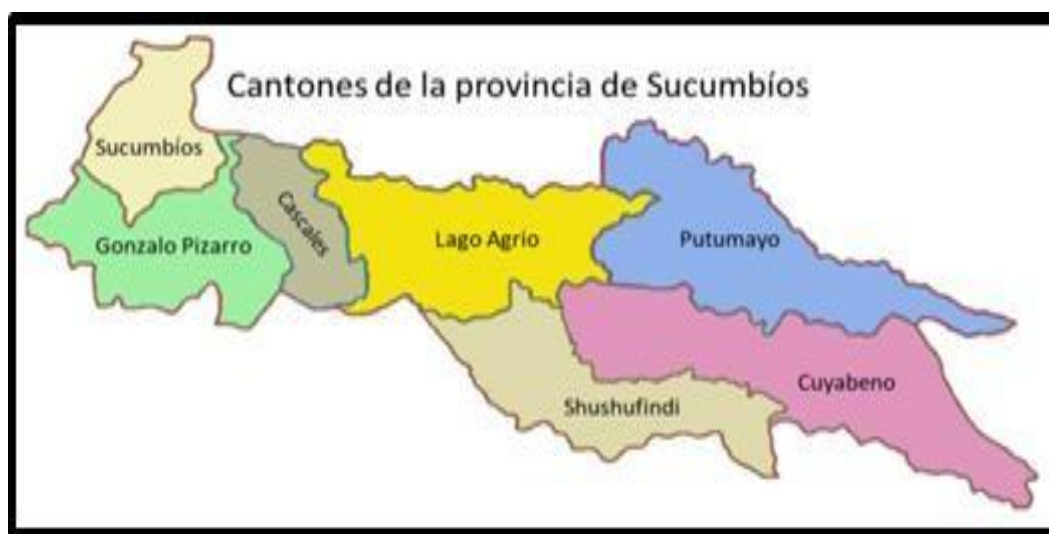 Cantones de la provincia de Sucumbíos
Sucumbíos
Cascales
Gonzalo Pizarro
Lago Agrio
Putumayo
Cuyabeno
Shushufindi